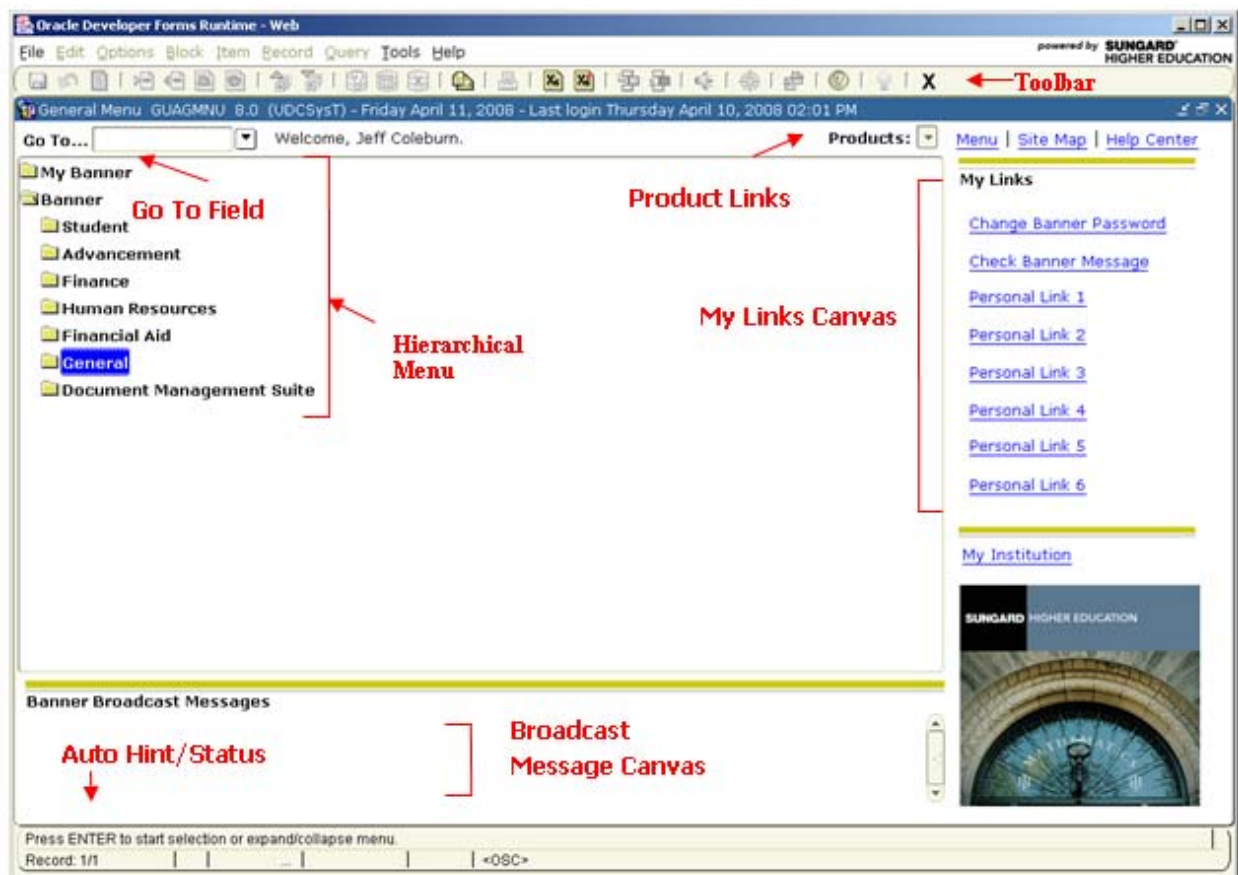 Oracle Developer Forms Runtime - Web
File Edit Options Block Item Record Query Tools Help
powered by SUNGARD®
HIGHER EDUCATION
Toolbar
General Menu GUAGMNU 8.0 (UDCSysT) - Friday April 11, 2008 - Last login Thursday April 10, 2008 02:01 PM
Go To... Welcome, Jeff Coleburn. Products: Menu | Site Map | Help Center
My Banner
Banner
Student
Advancement
Finance
Human Resources
Financial Aid
General
Document Management Suite
Go To Field
Hierarchical
Menu
Product Links
My Links Canvas
My Links
Change Banner Password
Check Banner Message
Personal Link 1
Personal Link 2
Personal Link 3
Personal Link 4
Personal Link 5
Personal Link 6
My Institution
SUNGARD HIGHER EDUCATION
Banner Broadcast Messages
Auto Hint/Status
Broadcast
Message Canvas
Press ENTER to start selection or expand/collapse menu.
Record: 1/1 ... <OSC>